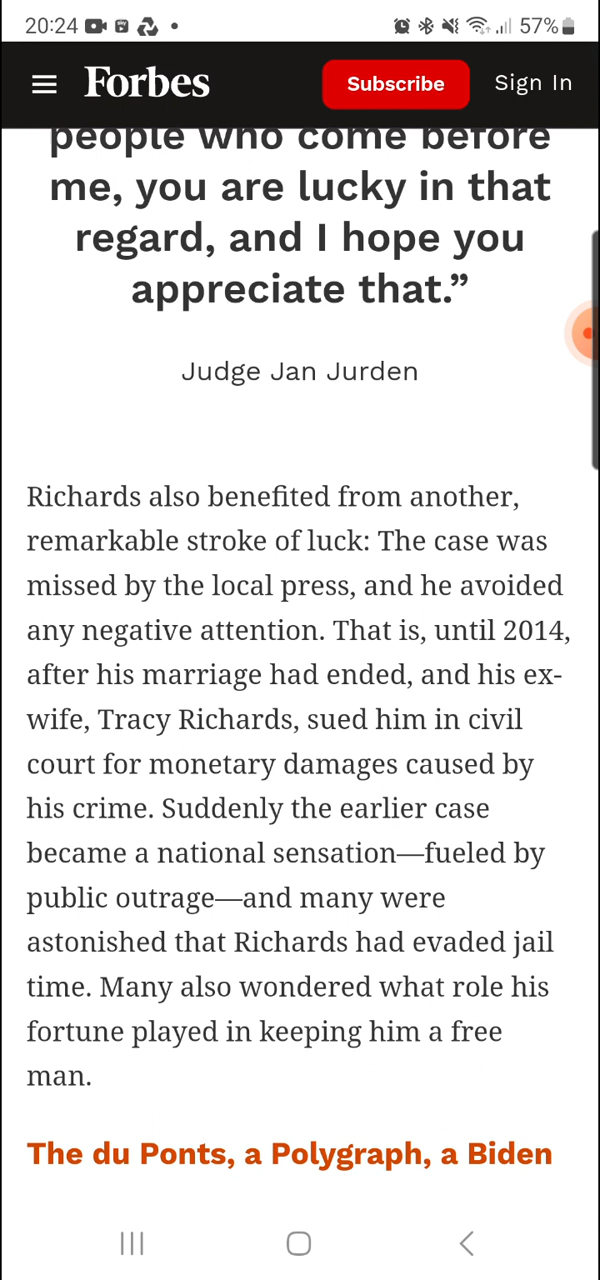 20:24 57%
Forbes Subscribe Sign In
people who come before
me, you are lucky in that
regard, and I hope you
appreciate that.”
Judge Jan Jurden
Richards also benefited from another,
remarkable stroke of luck: The case was
missed by the local press, and he avoided
any negative attention. That is, until 2014,
after his marriage had ended, and his ex-
wife, Tracy Richards, sued him in civil
court for monetary damages caused by
his crime. Suddenly the earlier case
became a national sensation—fueled by
public outrage—and many were
astonished that Richards had evaded jail
time. Many also wondered what role his
fortune played in keeping him a free
man.
The du Ponts, a Polygraph, a Biden